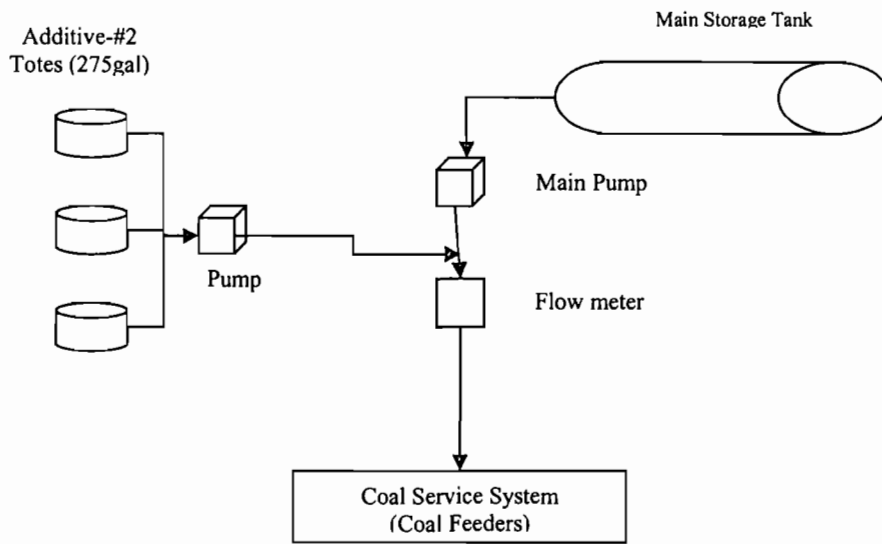 Main Storage Tank
Additive-#2
Totes (275gal)
Main Pump
Pump
Flow meter
Coal Service System
(Coal Feeders)